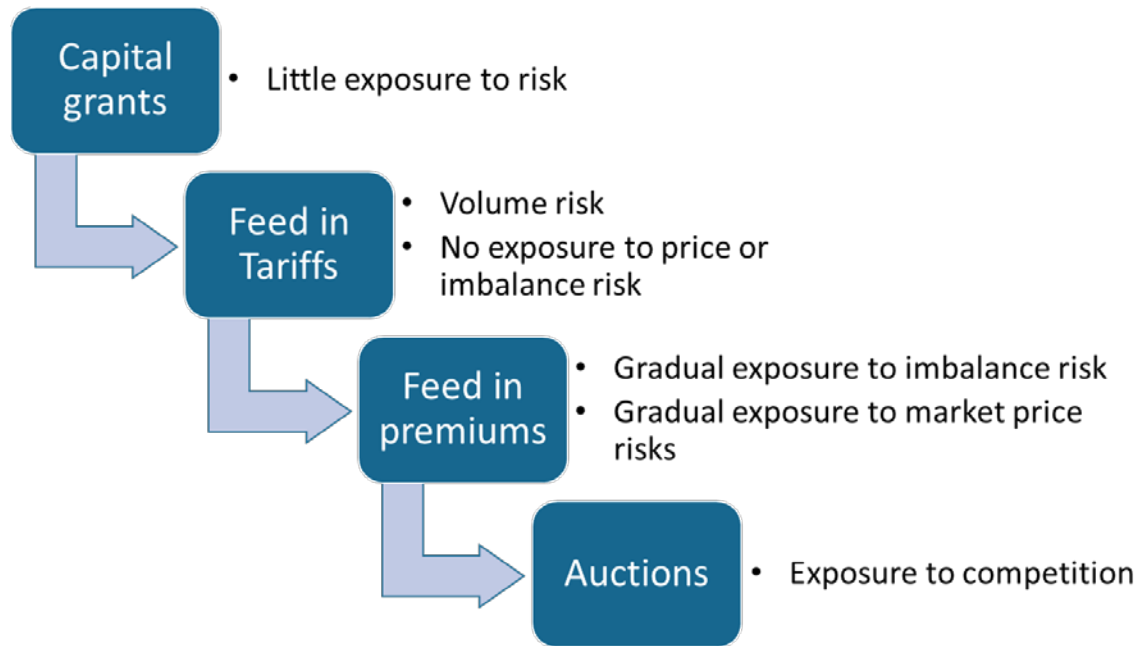 Capital
grants
• Little exposure to risk
Feed in
Tariffs
• Volume risk
• No exposure to price or
imbalance risk
Feed in
premiums
• Gradual exposure to imbalance risk
• Gradual exposure to market price
risks
Auctions
• Exposure to competition